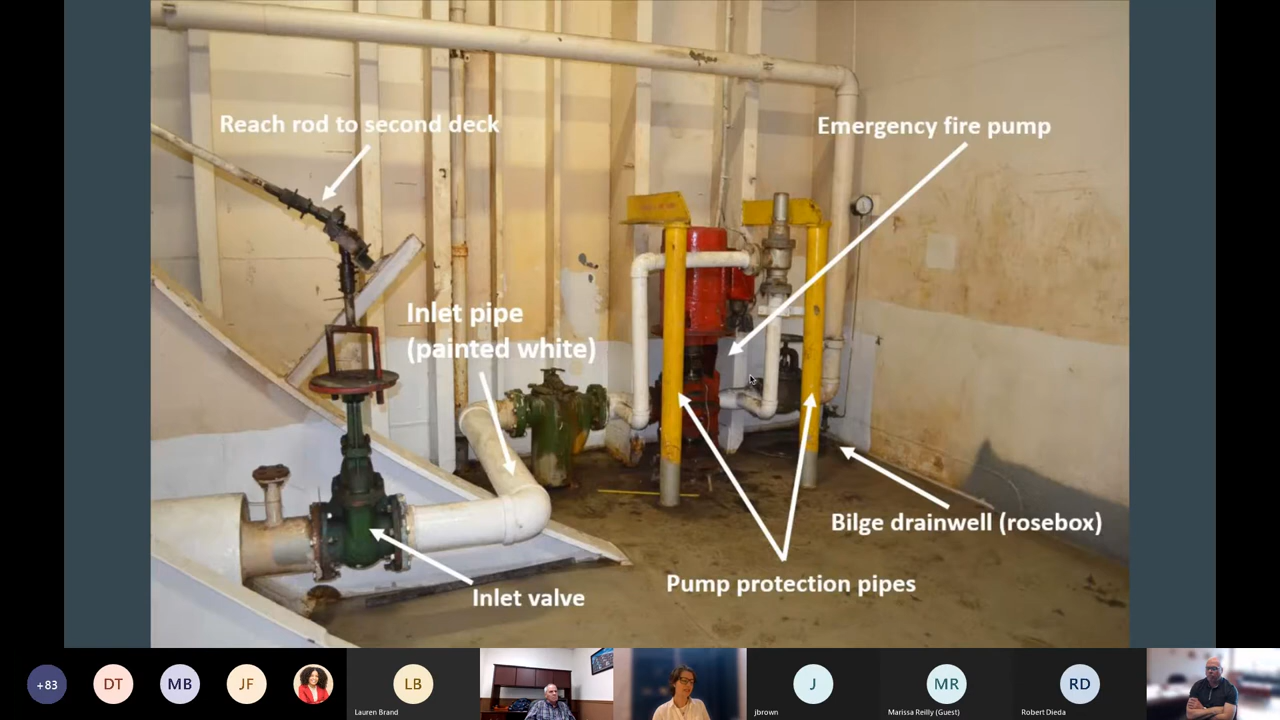 Reach rod to second deck
Emergency fire pump
Inlet pipe
(painted white)
Bilge drainwell (rosebox)
Pump protection pipes
Inlet valve
+83
DT
MB
JF
LB
J
MR
RD
Lauren Brand
jbrown
Marissa Reilly (Guest)
Robert Dieda